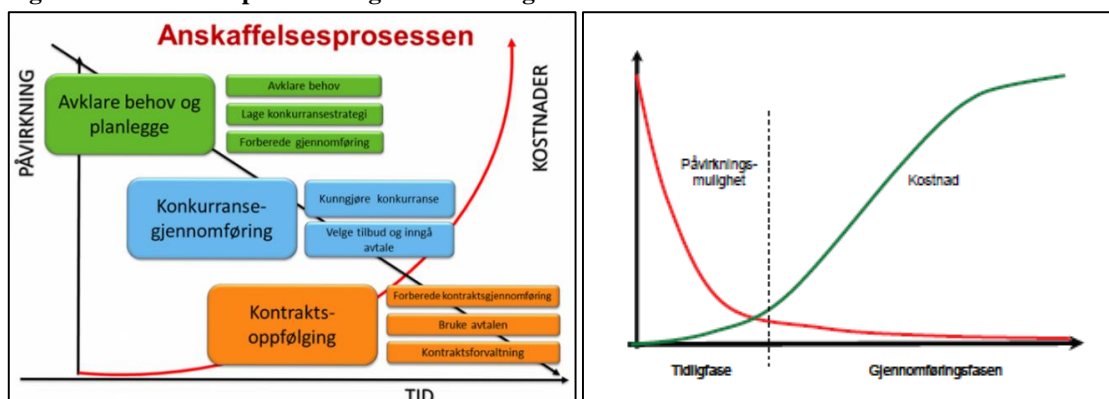 Anskaffelsesprosessen
PÅVIRKNING
KOSTNADER
Avklare behov og
planlegge
Avklare behov
Lage konkurransestrategi
Forberede gjennomføring
Konkurranse-
gjennomføring
Kunngjøre konkurranse
Velge tilbud og inngå
avtale
Kontrakts-
oppfølging
Forberede kontraktsgjennomføring
Bruke avtalen
Kontraktsforvaltning
TID
Påvirknings-
mulighet
Kostnad
Tidligfase
Gjennomføringsfasen